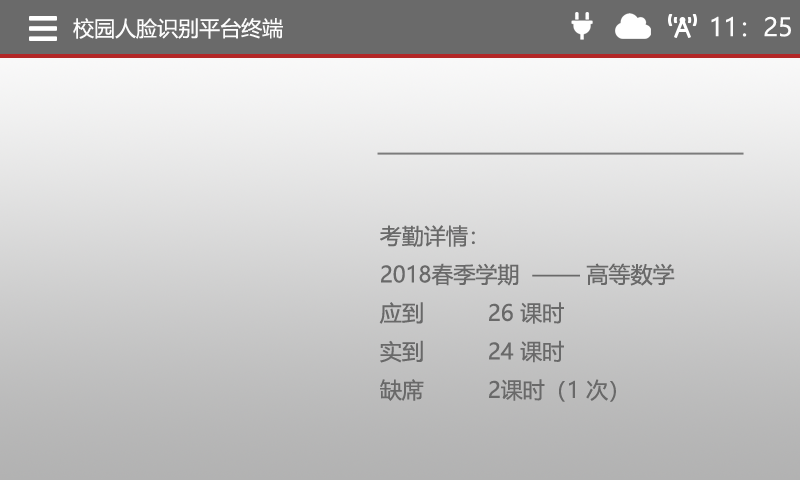 校园人脸识别平台终端 11：25
考勤详情：
2018春季学期 —— 高等数学
应到 26 课时
实到 24 课时
缺席 2课时（1 次）